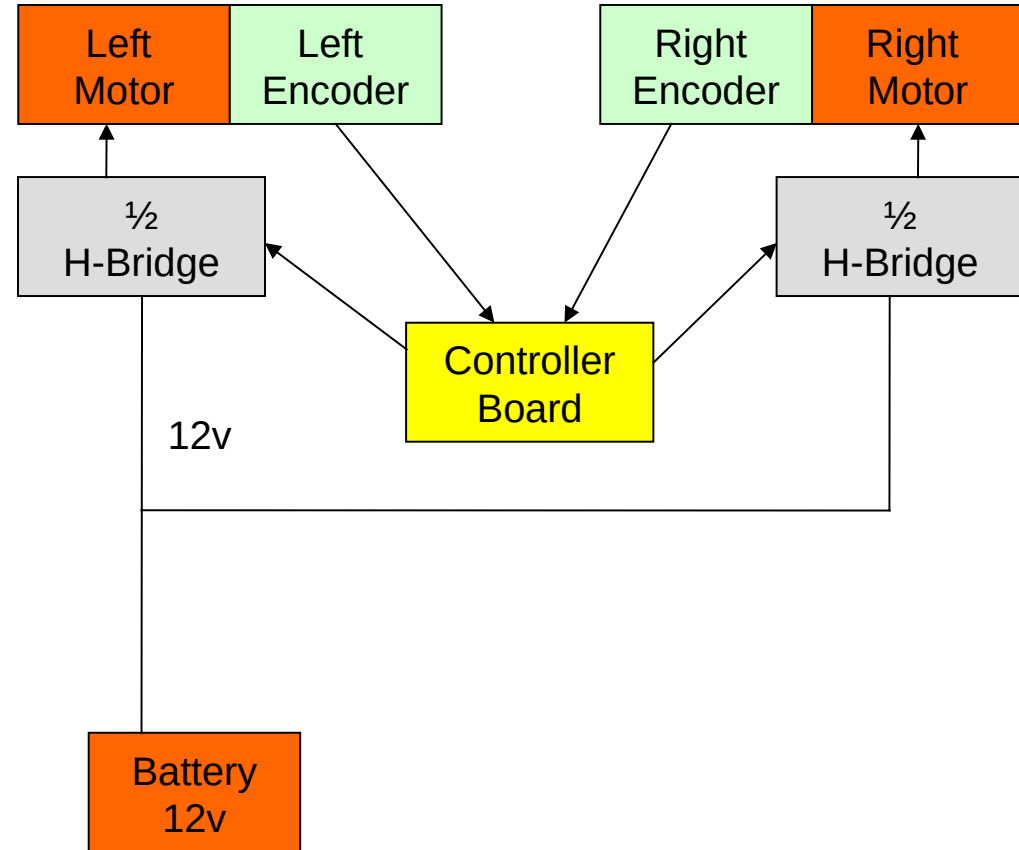 Left
Motor
Left
Encoder
Right
Encoder
Right
Motor
½
H-Bridge
½
H-Bridge
Controller
Board
12v
Battery
12v